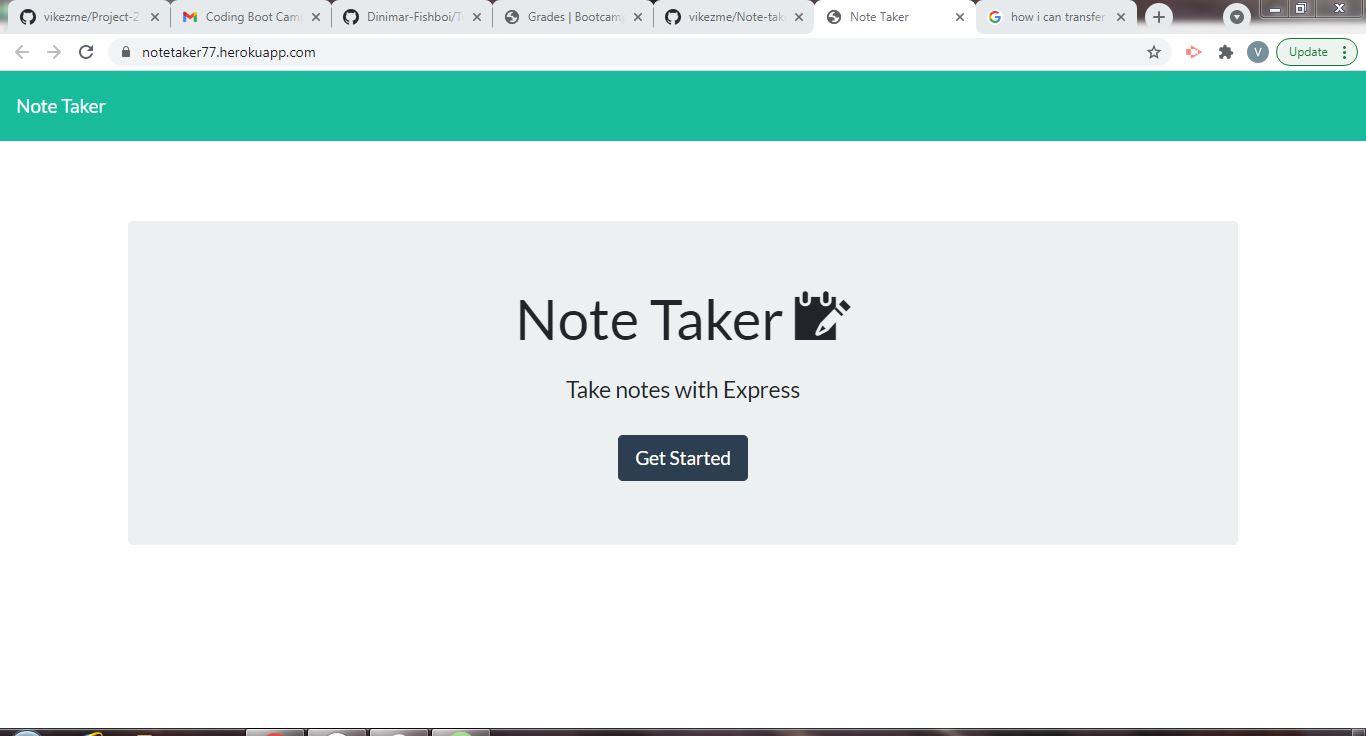 vikezme/Project-2
Coding Boot Cam
Dinimar-Fishboi/T
Grades | Bootcam
vikezme/Note-tak
Note Taker
how i can transfer
notetaker77.herokuapp.com
V
Update
Note Taker
Note Taker
Take notes with Express
Get Started